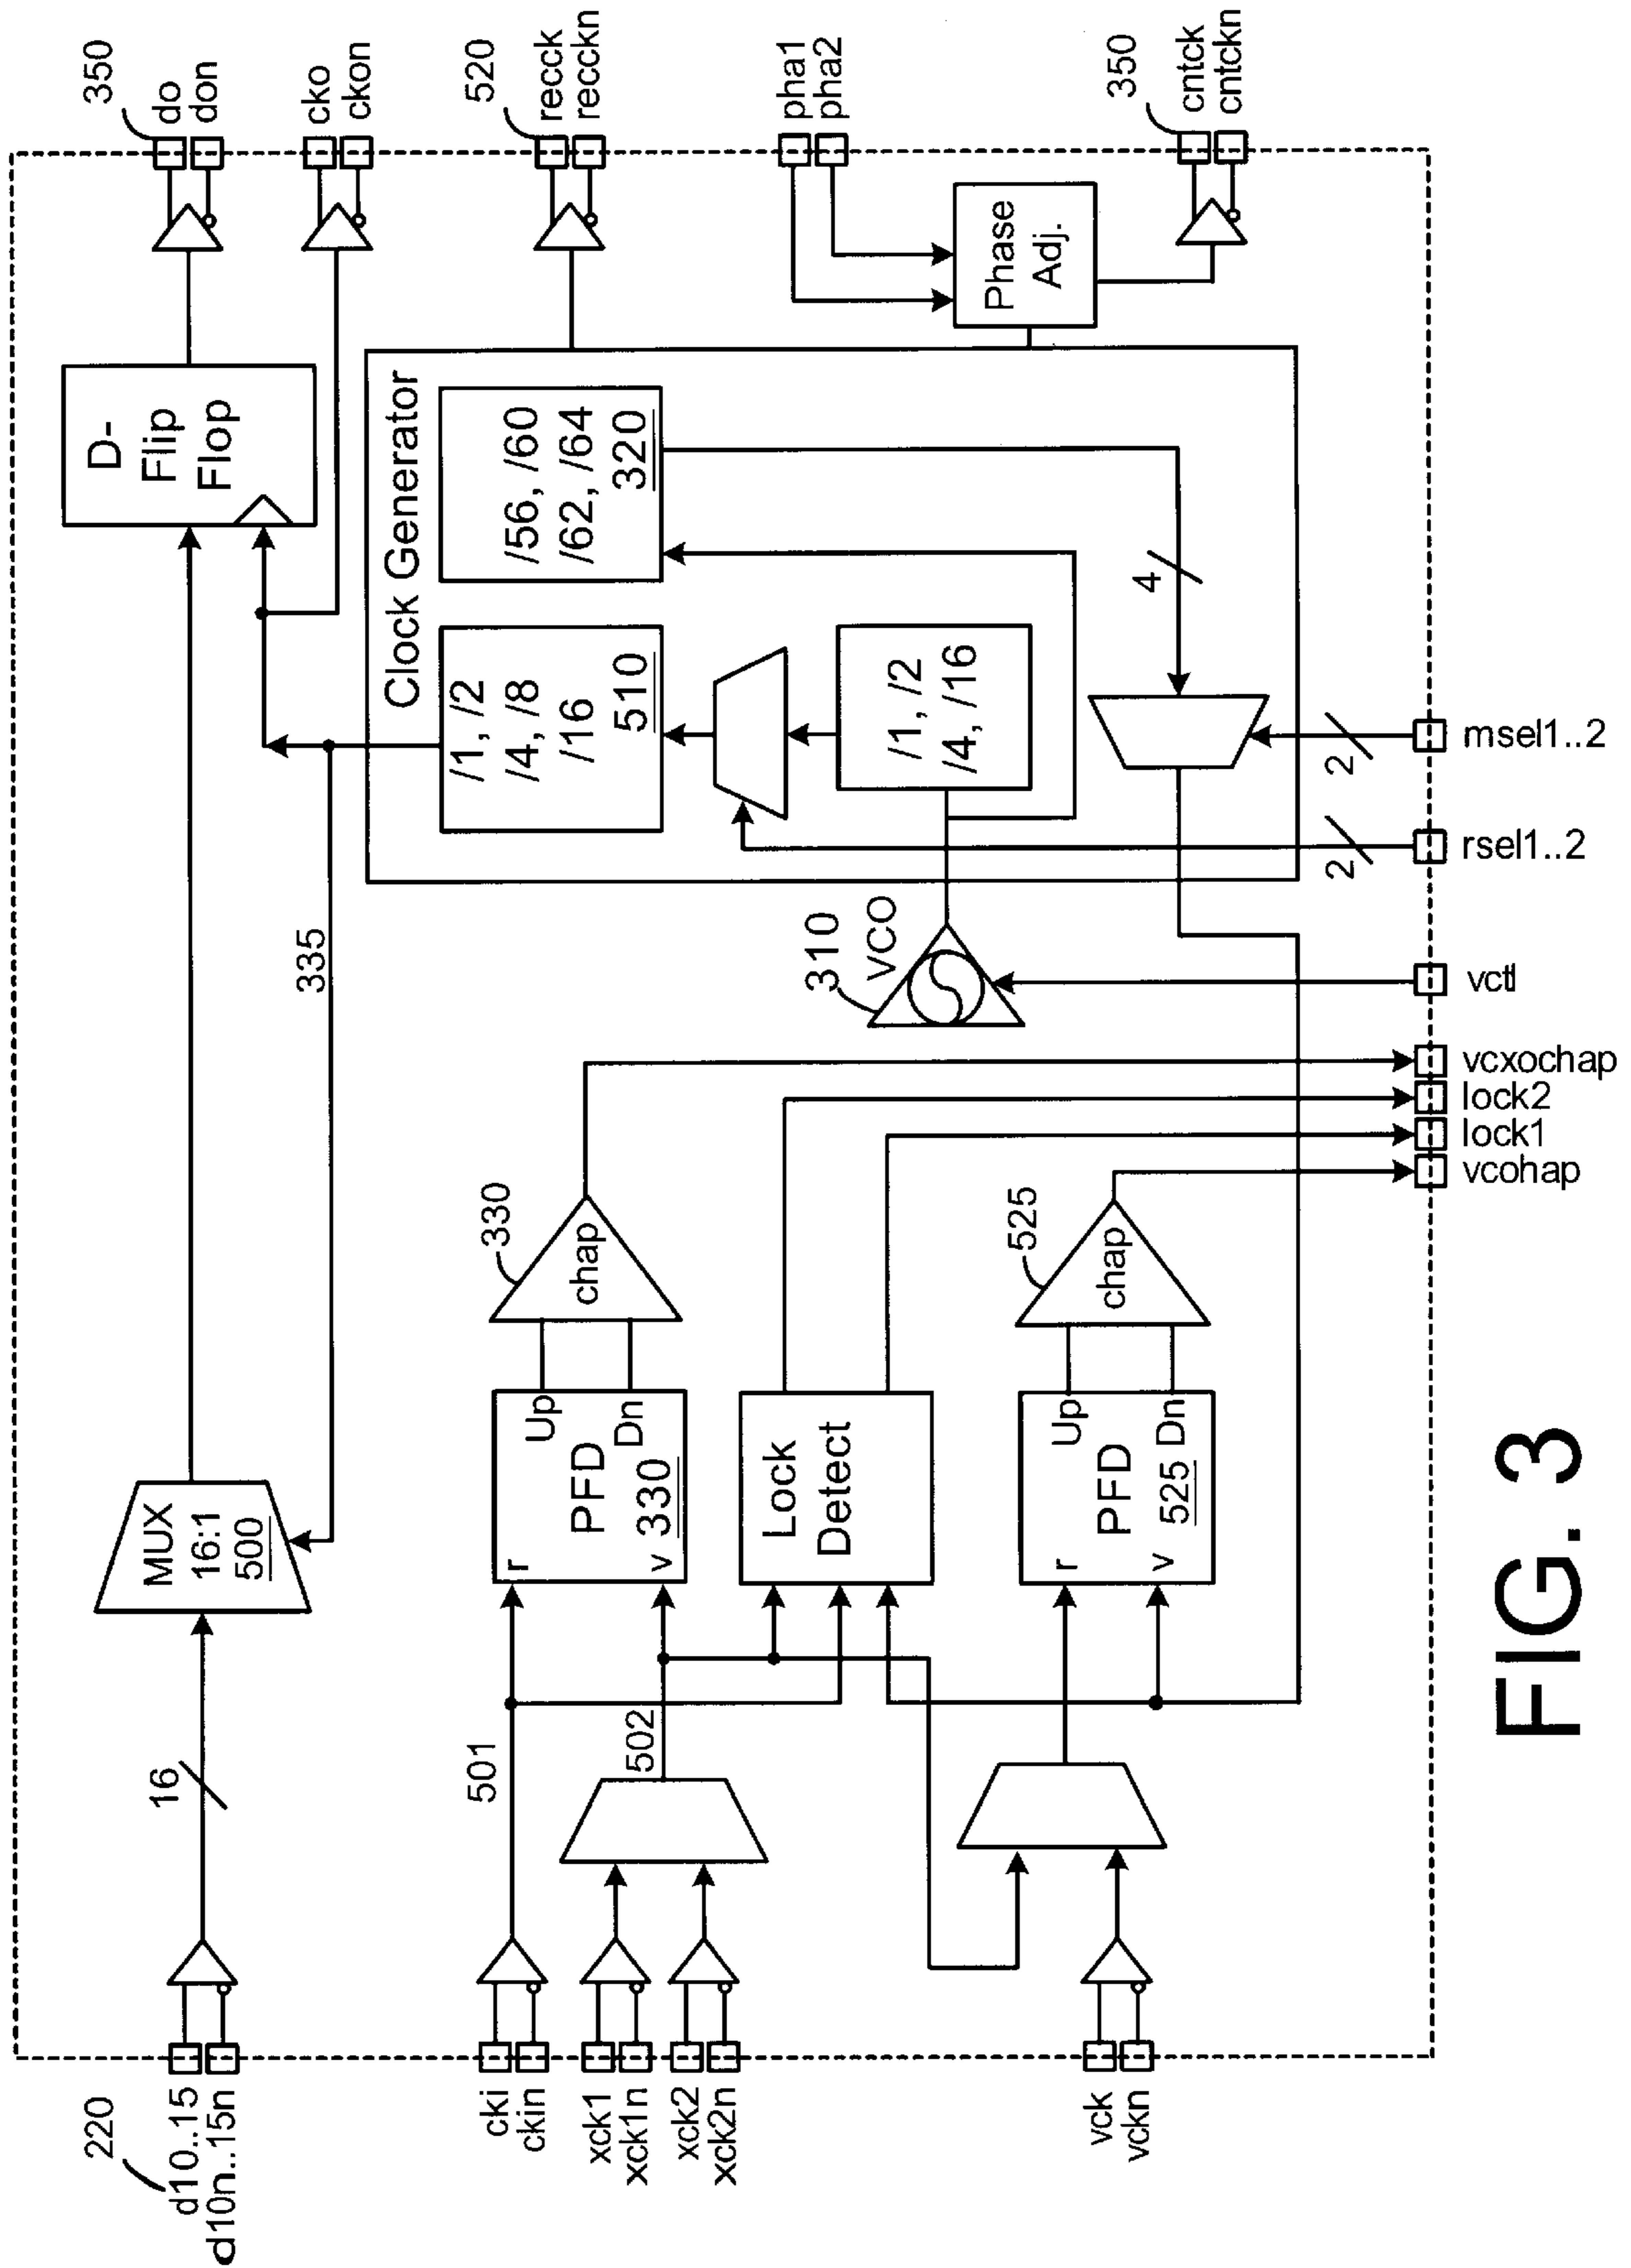 220
d10..15
d10n..15n
16
MUX
16:1
500
335
D-
Flip
Flop
350
do
don
cko
ckon
520
recck
recckn
pha1
pha2
Phase
Adj.
350
cntck
cntckn
Clock Generator
/1, /2
/4, /8
/16
510
/56, /60
/62, /64
320
/1, /2
/4, /16
4
2
msel1..2
2
rsel1..2
310
VCO
vctl
vcxochap
lock2
lock1
vcohap
cki
ckin
xck1
xck1n
xck2
xck2n
vck
vckn
501
502
r
Up
PFD
v
330
Dn
330
chap
Lock
Detect
r
Up
PFD
525
v
Dn
525
chap
FIG. 3